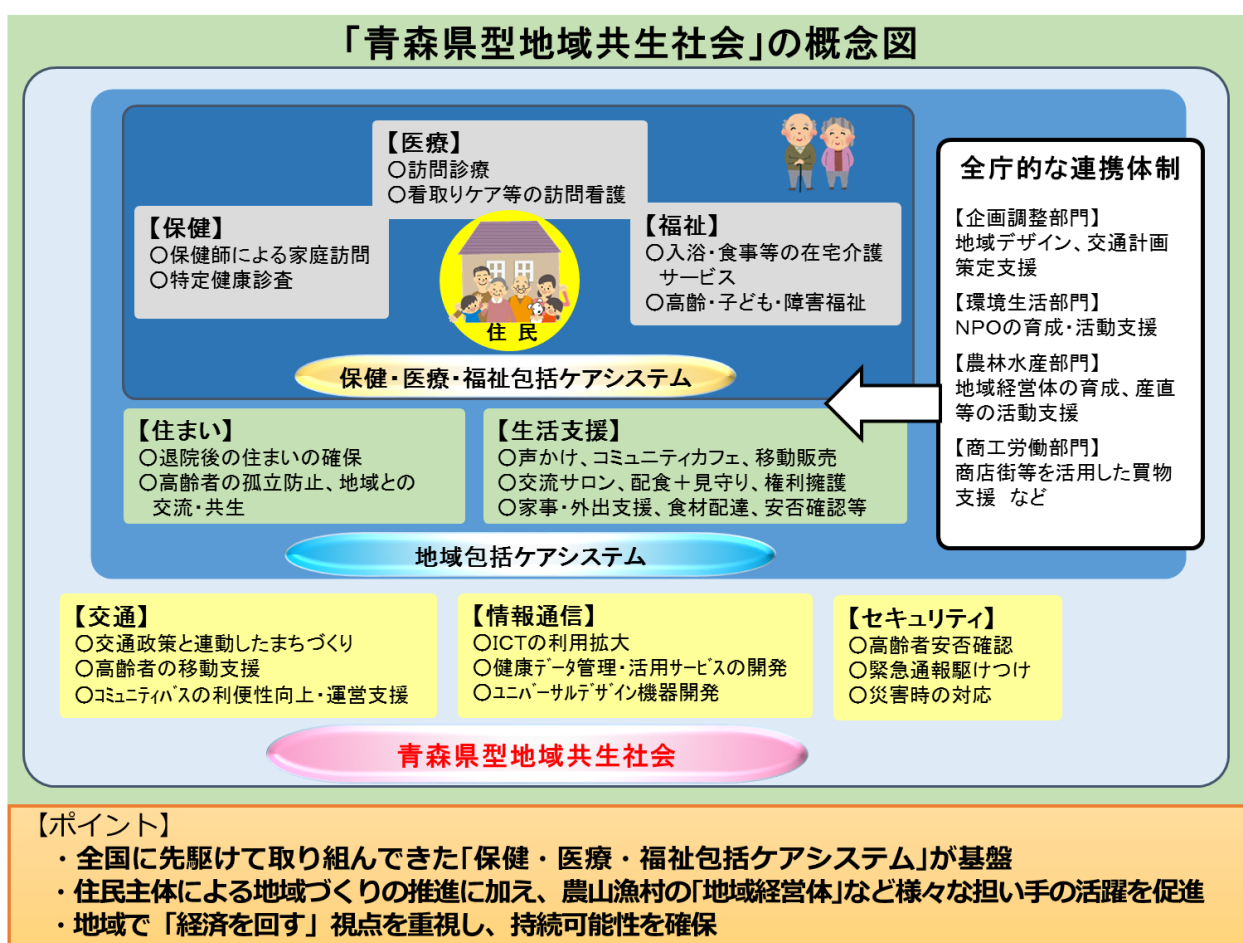 「青森県型地域共生社会」の概念図
【医療】
○訪問診療
○看取りケア等の訪問看護
【保健】
○保健師による家庭訪問
○特定健康診査
【福祉】
○入浴・食事等の在宅介護
サービス
○高齢・子ども・障害福祉
住 民
保健・医療・福祉包括ケアシステム
【住まい】
○退院後の住まいの確保
○高齢者の孤立防止、地域との
交流・共生
【生活支援】
○声かけ、コミュニティカフェ、移動販売
○交流サロン、配食＋見守り、権利擁護
○家事・外出支援、食材配達、安否確認等
地域包括ケアシステム
全庁的な連携体制
【企画調整部門】
地域デザイン、交通計画
策定支援
【環境生活部門】
NPOの育成・活動支援
【農林水産部門】
地域経営体の育成、産直
等の活動支援
【商工労働部門】
商店街等を活用した買物
支援 など
【交通】
○交通政策と連動したまちづくり
○高齢者の移動支援
○ｺﾐｭﾆﾃｨﾊﾞｽの利便性向上・運営支援
【情報通信】
○ICTの利用拡大
○健康ﾃﾞｰﾀ管理・活用ｻｰﾋﾞｽの開発
○ﾕﾆﾊﾞｰｻﾙﾃﾞｻﾞｲﾝ機器開発
【セキュリティ】
○高齢者安否確認
○緊急通報駆けつけ
○災害時の対応
青森県型地域共生社会
【ポイント】
・全国に先駆けて取り組んできた「保健・医療・福祉包括ケアシステム」が基盤
・住民主体による地域づくりの推進に加え、農山漁村の「地域経営体」など様々な担い手の活躍を促進
・地域で「経済を回す」視点を重視し、持続可能性を確保